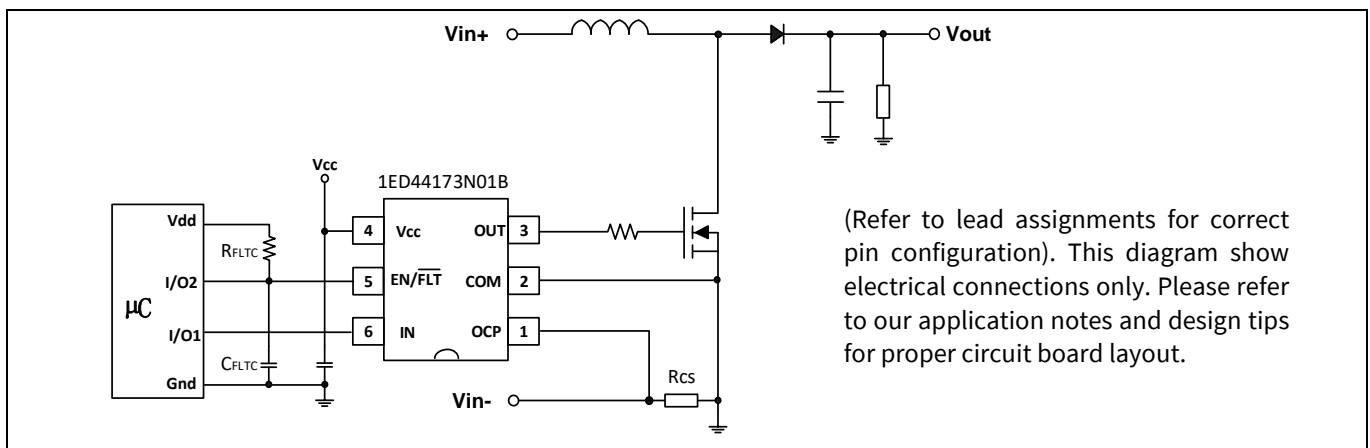 Vin+
Vout
Vcc
1ED44173N01B
Vdd
4
Vcc
OUT
3
RFLTC
I/O2
5
EN/FLT
COM
2
μC
I/O1
6
IN
OCP
1
CFLTC
Gnd
Rcs
Vin-
(Refer to lead assignments for correct
pin configuration). This diagram show
electrical connections only. Please refer
to our application notes and design tips
for proper circuit board layout.